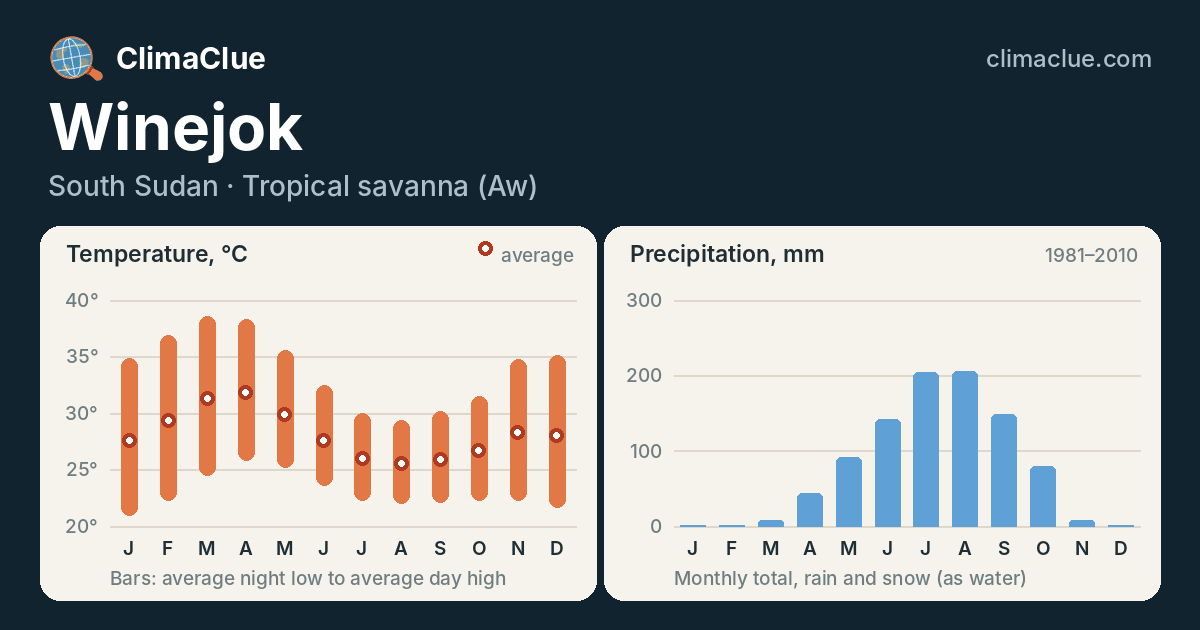 ClimaClue
climaclue.com
Winejok
South Sudan · Tropical savanna (Aw)
Temperature, °C
average
40°
35°
30°
25°
20°
J F M A M J J A S O N D
Bars: average night low to average day high
Precipitation, mm
1981–2010
300
200
100
0
J F M A M J J A S O N D
Monthly total, rain and snow (as water)